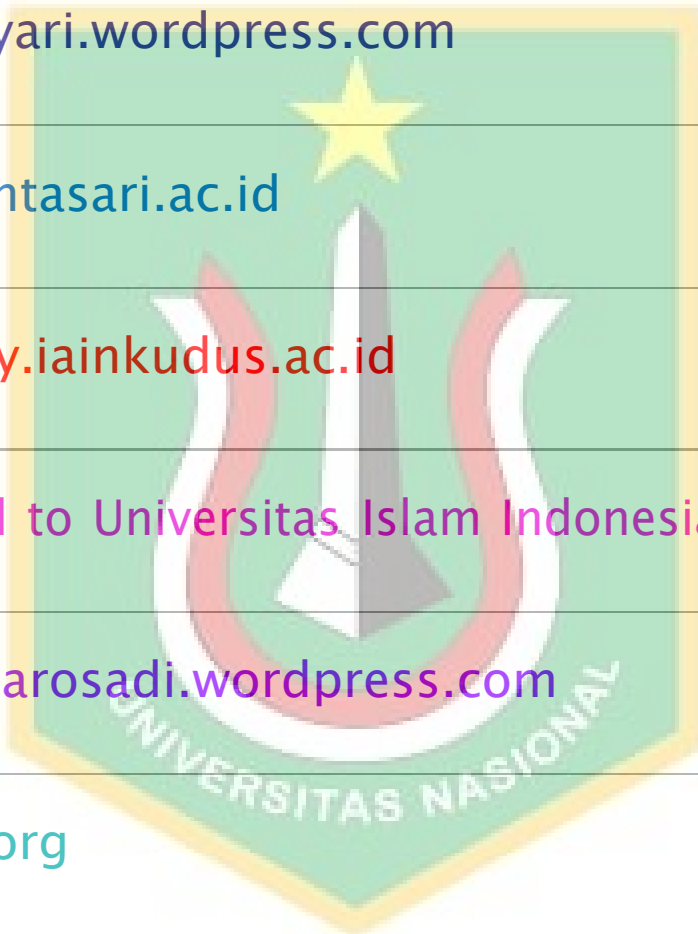 yari.wordpress.com
ntasari.ac.id
y.iainkudus.ac.id
to Universitas Islam Indonesia
arosadi.wordpress.com
org
UNIVERSITAS NASIONAL